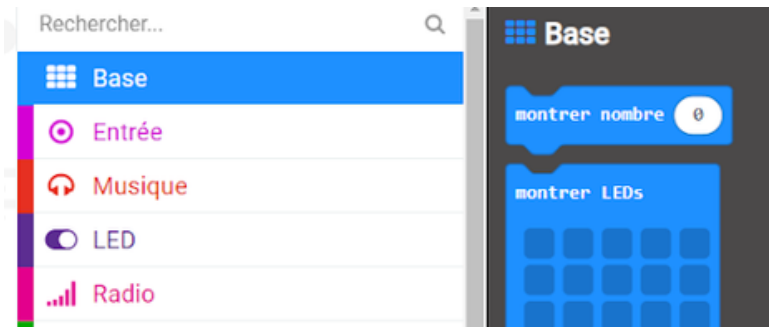 Rechercher...
Base
Entrée
Musique
LED
Radio
Base
montrer nombre 0
montrer LEDs